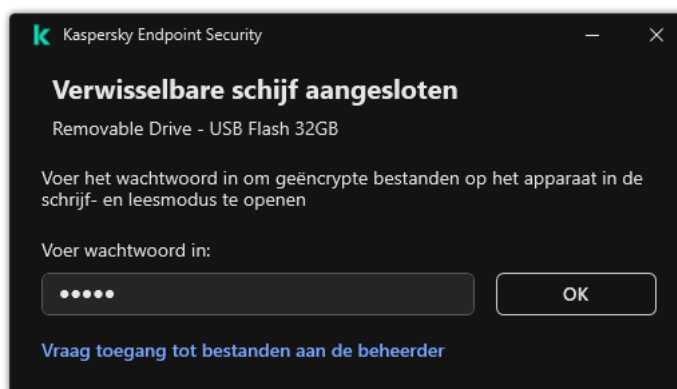 Kaspersky Endpoint Security
Verwisselbare schijf aangesloten
Removable Drive - USB Flash 32GB
Voer het wachtwoord in om geëncrypte bestanden op het apparaat in de
schrijf- en leesmodus te openen
Voer wachtwoord in:
•••••
OK
Vraag toegang tot bestanden aan de beheerder